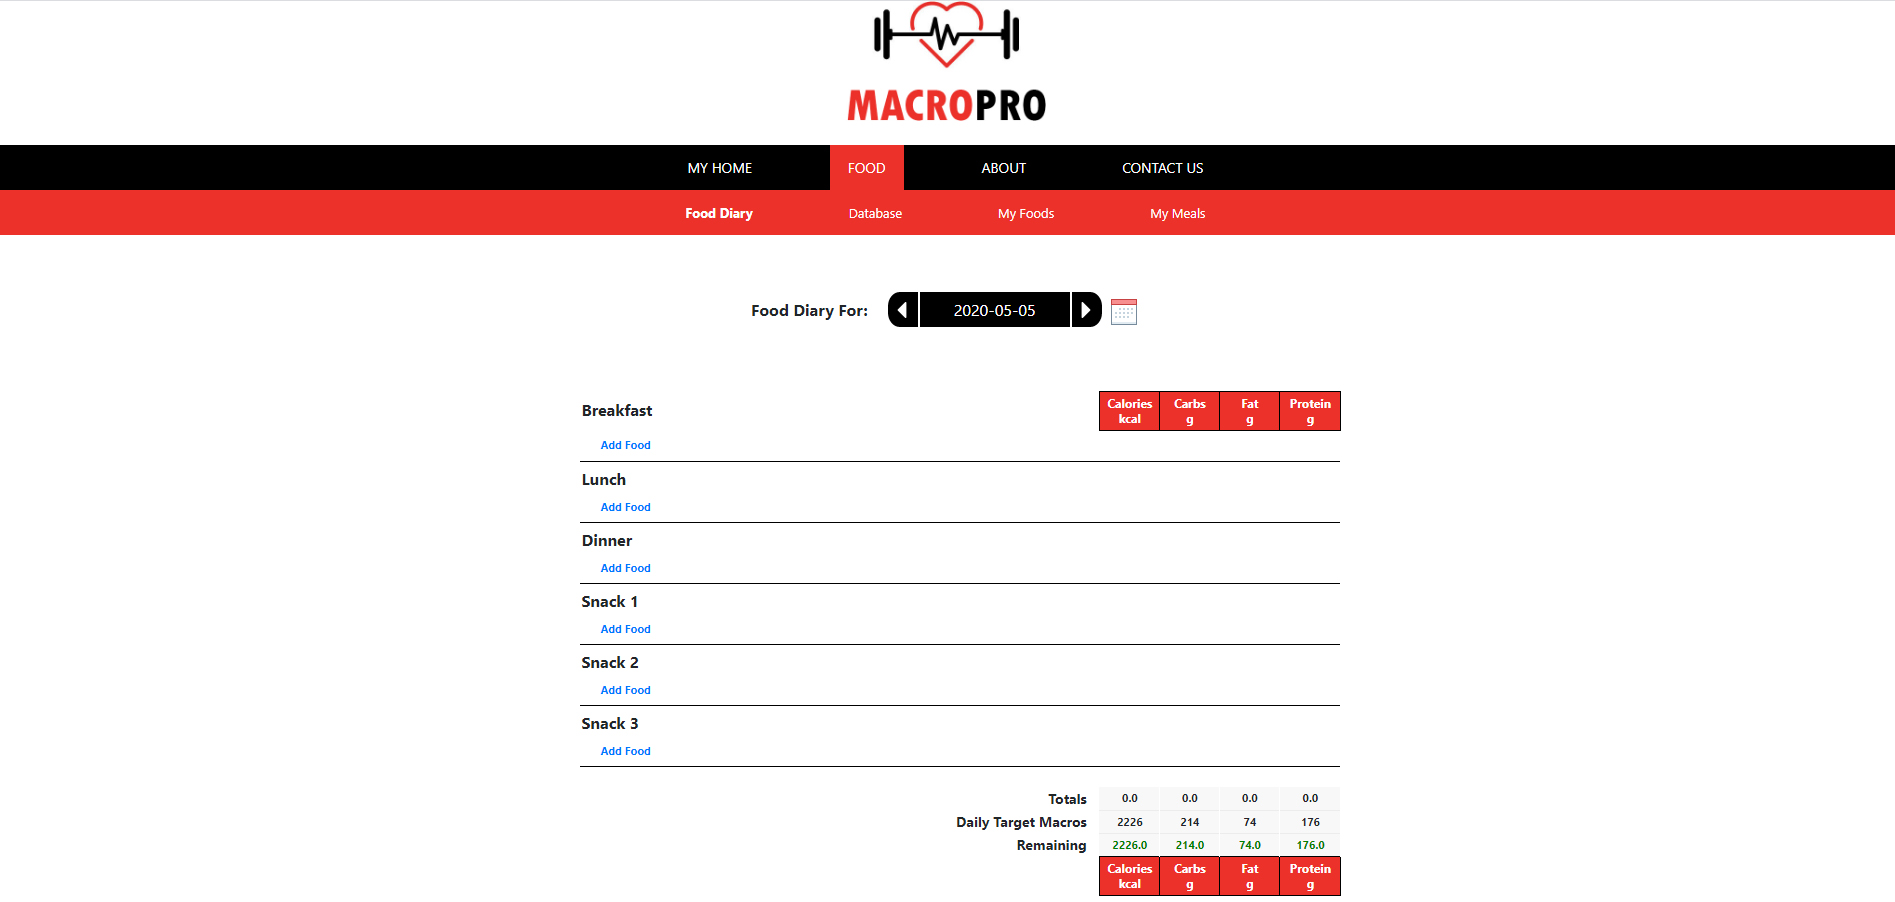 MACROPRO
MY HOME FOOD ABOUT CONTACT US
Food Diary Database My Foods My Meals
Food Diary For: 2020-05-05
Breakfast Calories Carbs Fat Protein
kcal g g g
Add Food
Lunch
Add Food
Dinner
Add Food
Snack 1
Add Food
Snack 2
Add Food
Snack 3
Add Food
Totals 0.0 0.0 0.0 0.0
Daily Target Macros 2226 214 74 176
Remaining 2226.0 214.0 74.0 176.0
Calories Carbs Fat Protein
kcal g g g